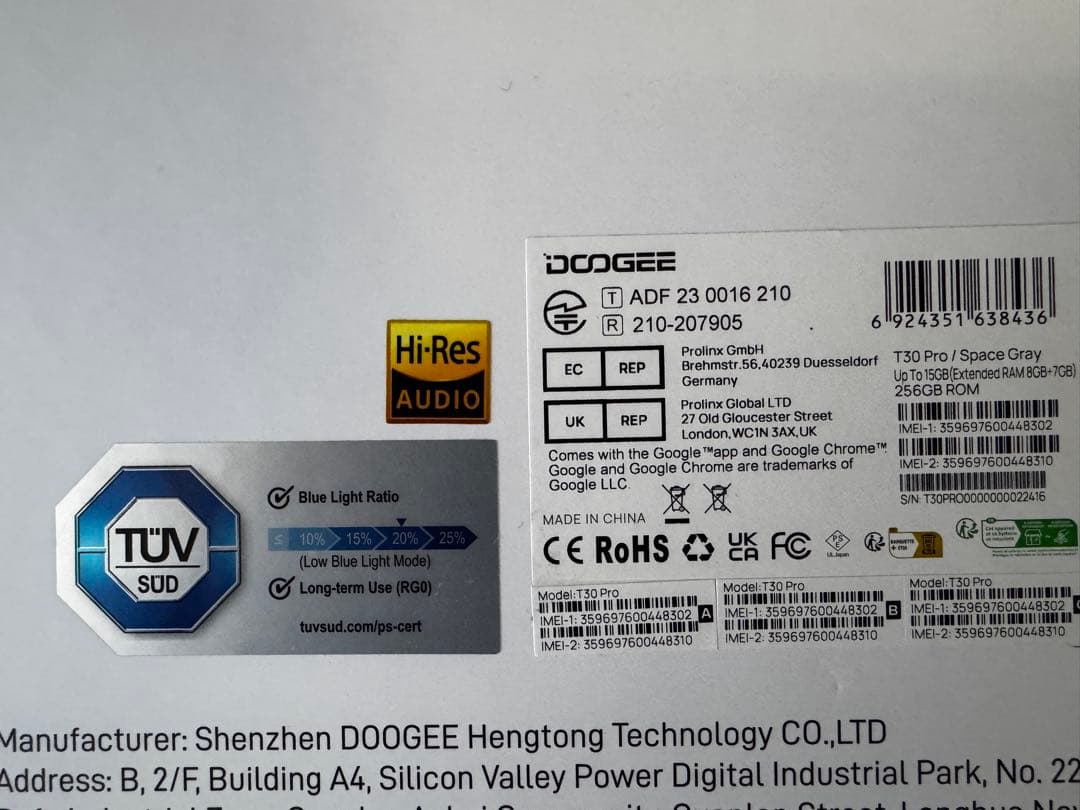 DOOGEE
T ADF 23 0016 210
R 210-207905
6 924351 638436
EC REP
Prolinx GmbH
Brehmstr.56,40239 Duesseldorf
Germany
UK REP
Prolinx Global LTD
27 Old Gloucester Street
London,WC1N 3AX,UK
Comes with the Google™app and Google Chrome™
Google and Google Chrome are trademarks of
Google LLC.
T30 Pro / Space Gray
Up To 15GB(Extended RAM 8GB+7GB)
256GB ROM
IMEI-1: 359697600448302
IMEI-2: 359697600448310
S/N: T30PRO0000000022416
MADE IN CHINA
CE RoHS UK CA FC
PS E
UL Japan
Model:T30 Pro
IMEI-1: 359697600448302 A
IMEI-2: 359697600448310
Model:T30 Pro
IMEI-1: 359697600448302 B
IMEI-2: 359697600448310
Model:T30 Pro
IMEI-1: 359697600448302
IMEI-2: 359697600448310
Hi-Res
AUDIO
TÜV
SÜD
Blue Light Ratio
≤ 10% 15% 20% 25%
(Low Blue Light Mode)
Long-term Use (RG0)
tuvsud.com/ps-cert
Manufacturer: Shenzhen DOOGEE Hengtong Technology CO.,LTD
Address: B, 2/F, Building A4, Silicon Valley Power Digital Industrial Park, No. 22